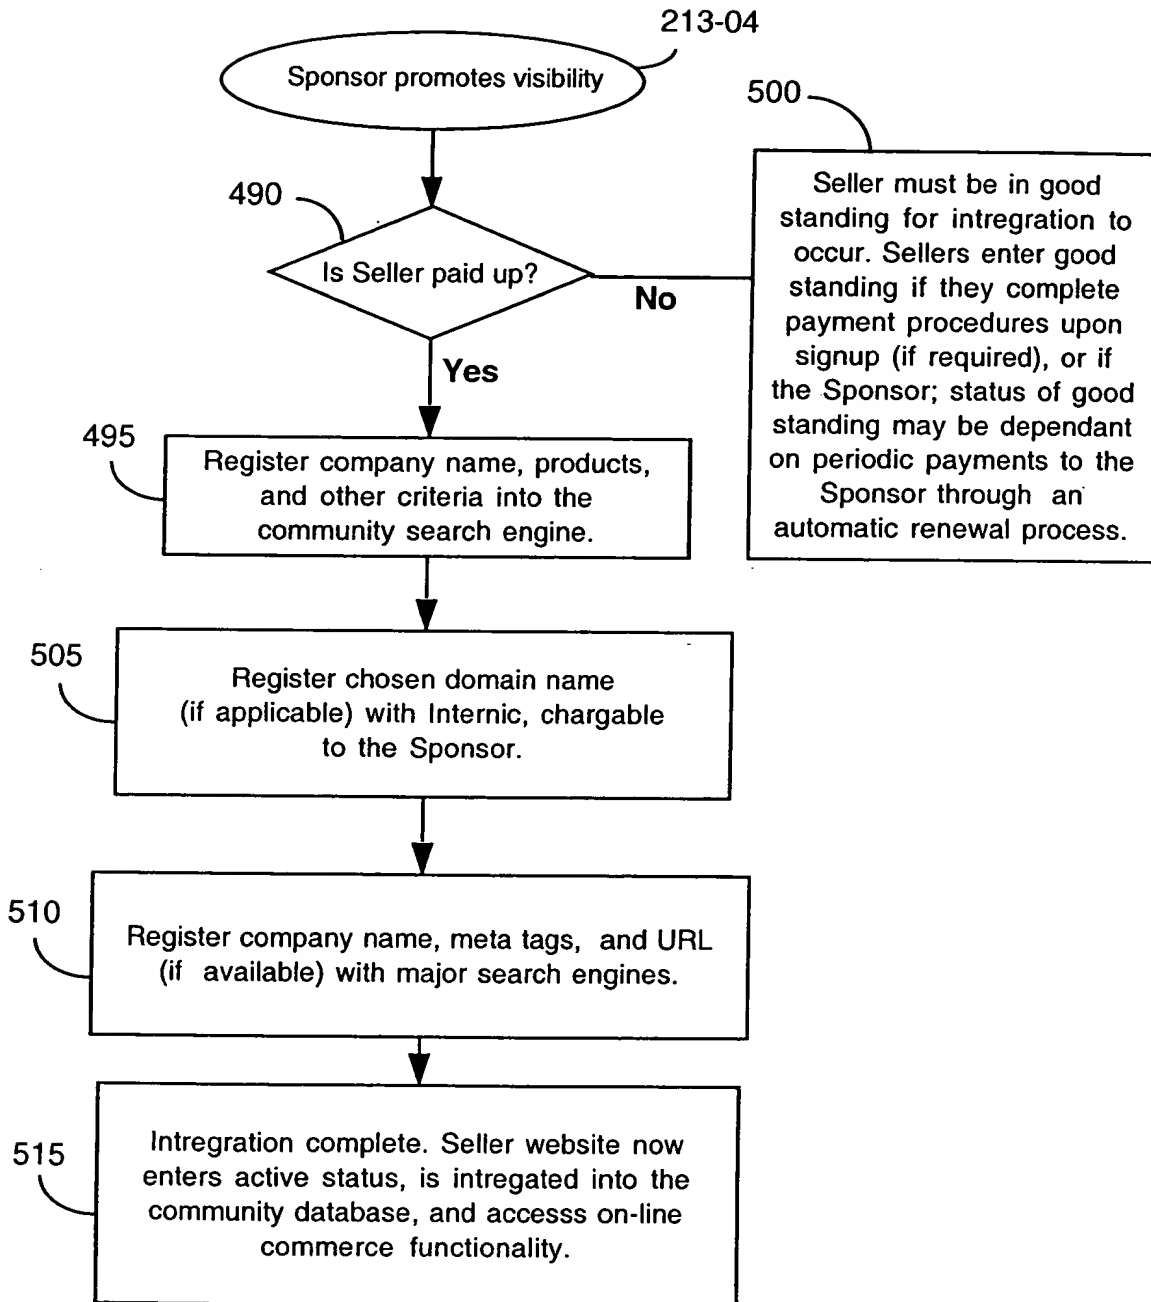 213-04
Sponsor promotes visibility
500
490
Is Seller paid up?
No
Yes
Seller must be in good
standing for intregration to
occur. Sellers enter good
standing if they complete
payment procedures upon
signup (if required), or if
the Sponsor; status of good
standing may be dependant
on periodic payments to the
Sponsor through an
automatic renewal process.
495
Register company name, products,
and other criteria into the
community search engine.
505
Register chosen domain name
(if applicable) with Internic, chargable
to the Sponsor.
510
Register company name, meta tags, and URL
(if available) with major search engines.
515
Intregration complete. Seller website now
enters active status, is intregated into the
community database, and accesss on-line
commerce functionality.